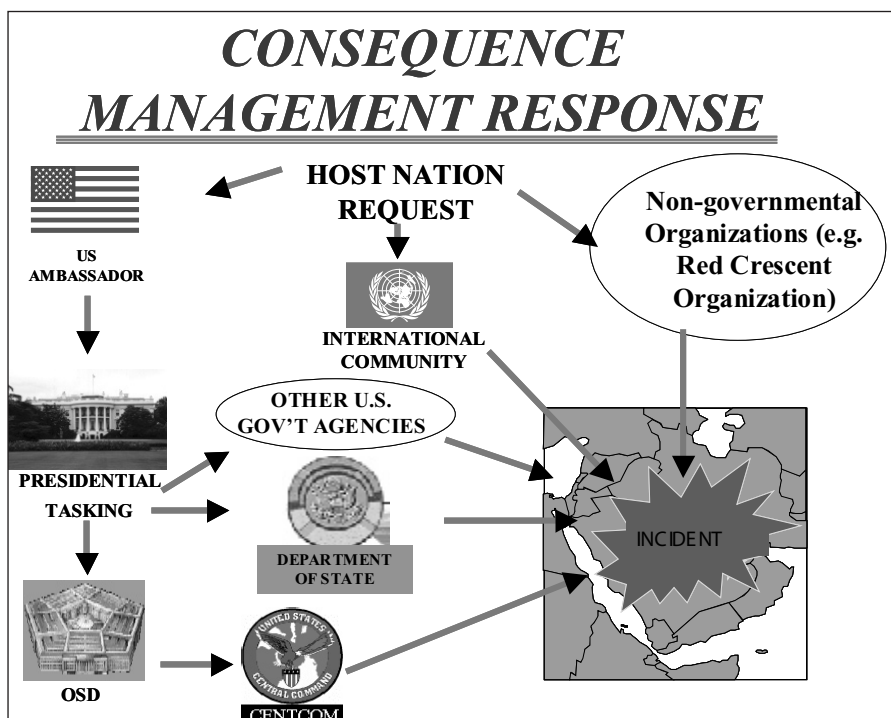 CONSEQUENCE
MANAGEMENT RESPONSE
HOST NATION
REQUEST
US
AMBASSADOR
Non-governmental
Organizations (e.g.
Red Crescent
Organization)
INTERNATIONAL
COMMUNITY
OTHER U.S.
GOV'T AGENCIES
PRESIDENTIAL
TASKING
DEPARTMENT
OF STATE
INCIDENT
OSD
UNITED STATES
CENTRAL COMMAND
CENTCOM